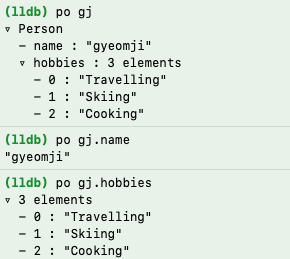 (lldb) po gj
▿ Person
  – name : "gyeomji"
  ▿ hobbies : 3 elements
    – 0 : "Travelling"
    – 1 : "Skiing"
    – 2 : "Cooking"
(lldb) po gj.name
"gyeomji"
(lldb) po gj.hobbies
▿ 3 elements
  – 0 : "Travelling"
  – 1 : "Skiing"
  – 2 : "Cooking"